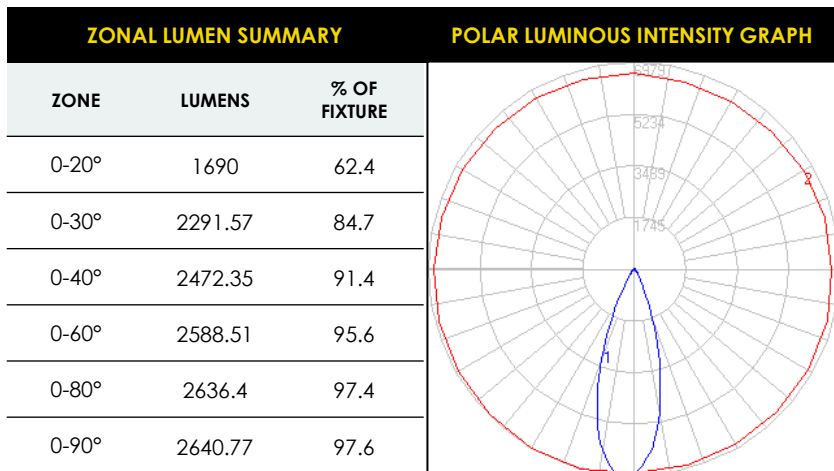 ZONAL LUMEN SUMMARY
POLAR LUMINOUS INTENSITY GRAPH
ZONE LUMENS % OF FIXTURE
0-20° 1690 62.4
0-30° 2291.57 84.7
0-40° 2472.35 91.4
0-60° 2588.51 95.6
0-80° 2636.4 97.4
0-90° 2640.77 97.6
6979
5234
3489
1745
2
1